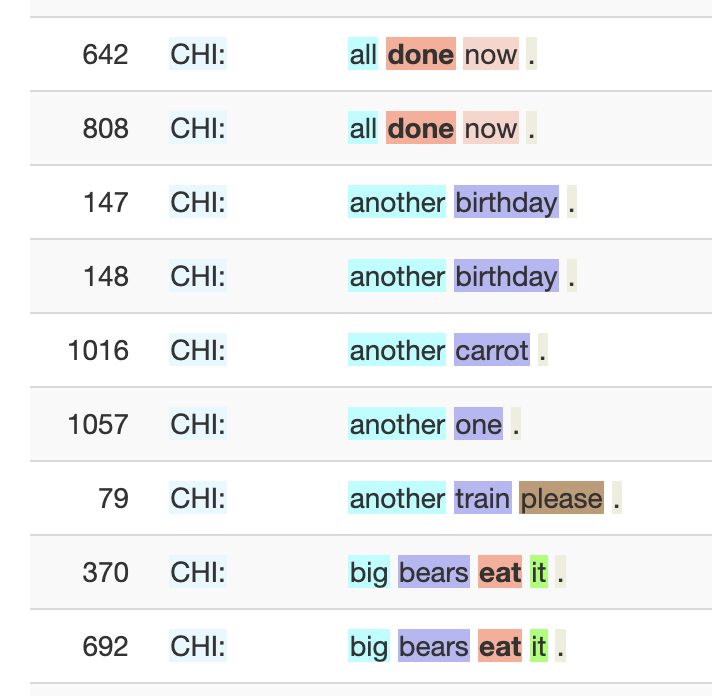 642 CHI: all done now .
808 CHI: all done now .
147 CHI: another birthday .
148 CHI: another birthday .
1016 CHI: another carrot .
1057 CHI: another one .
79 CHI: another train please .
370 CHI: big bears eat it .
692 CHI: big bears eat it .